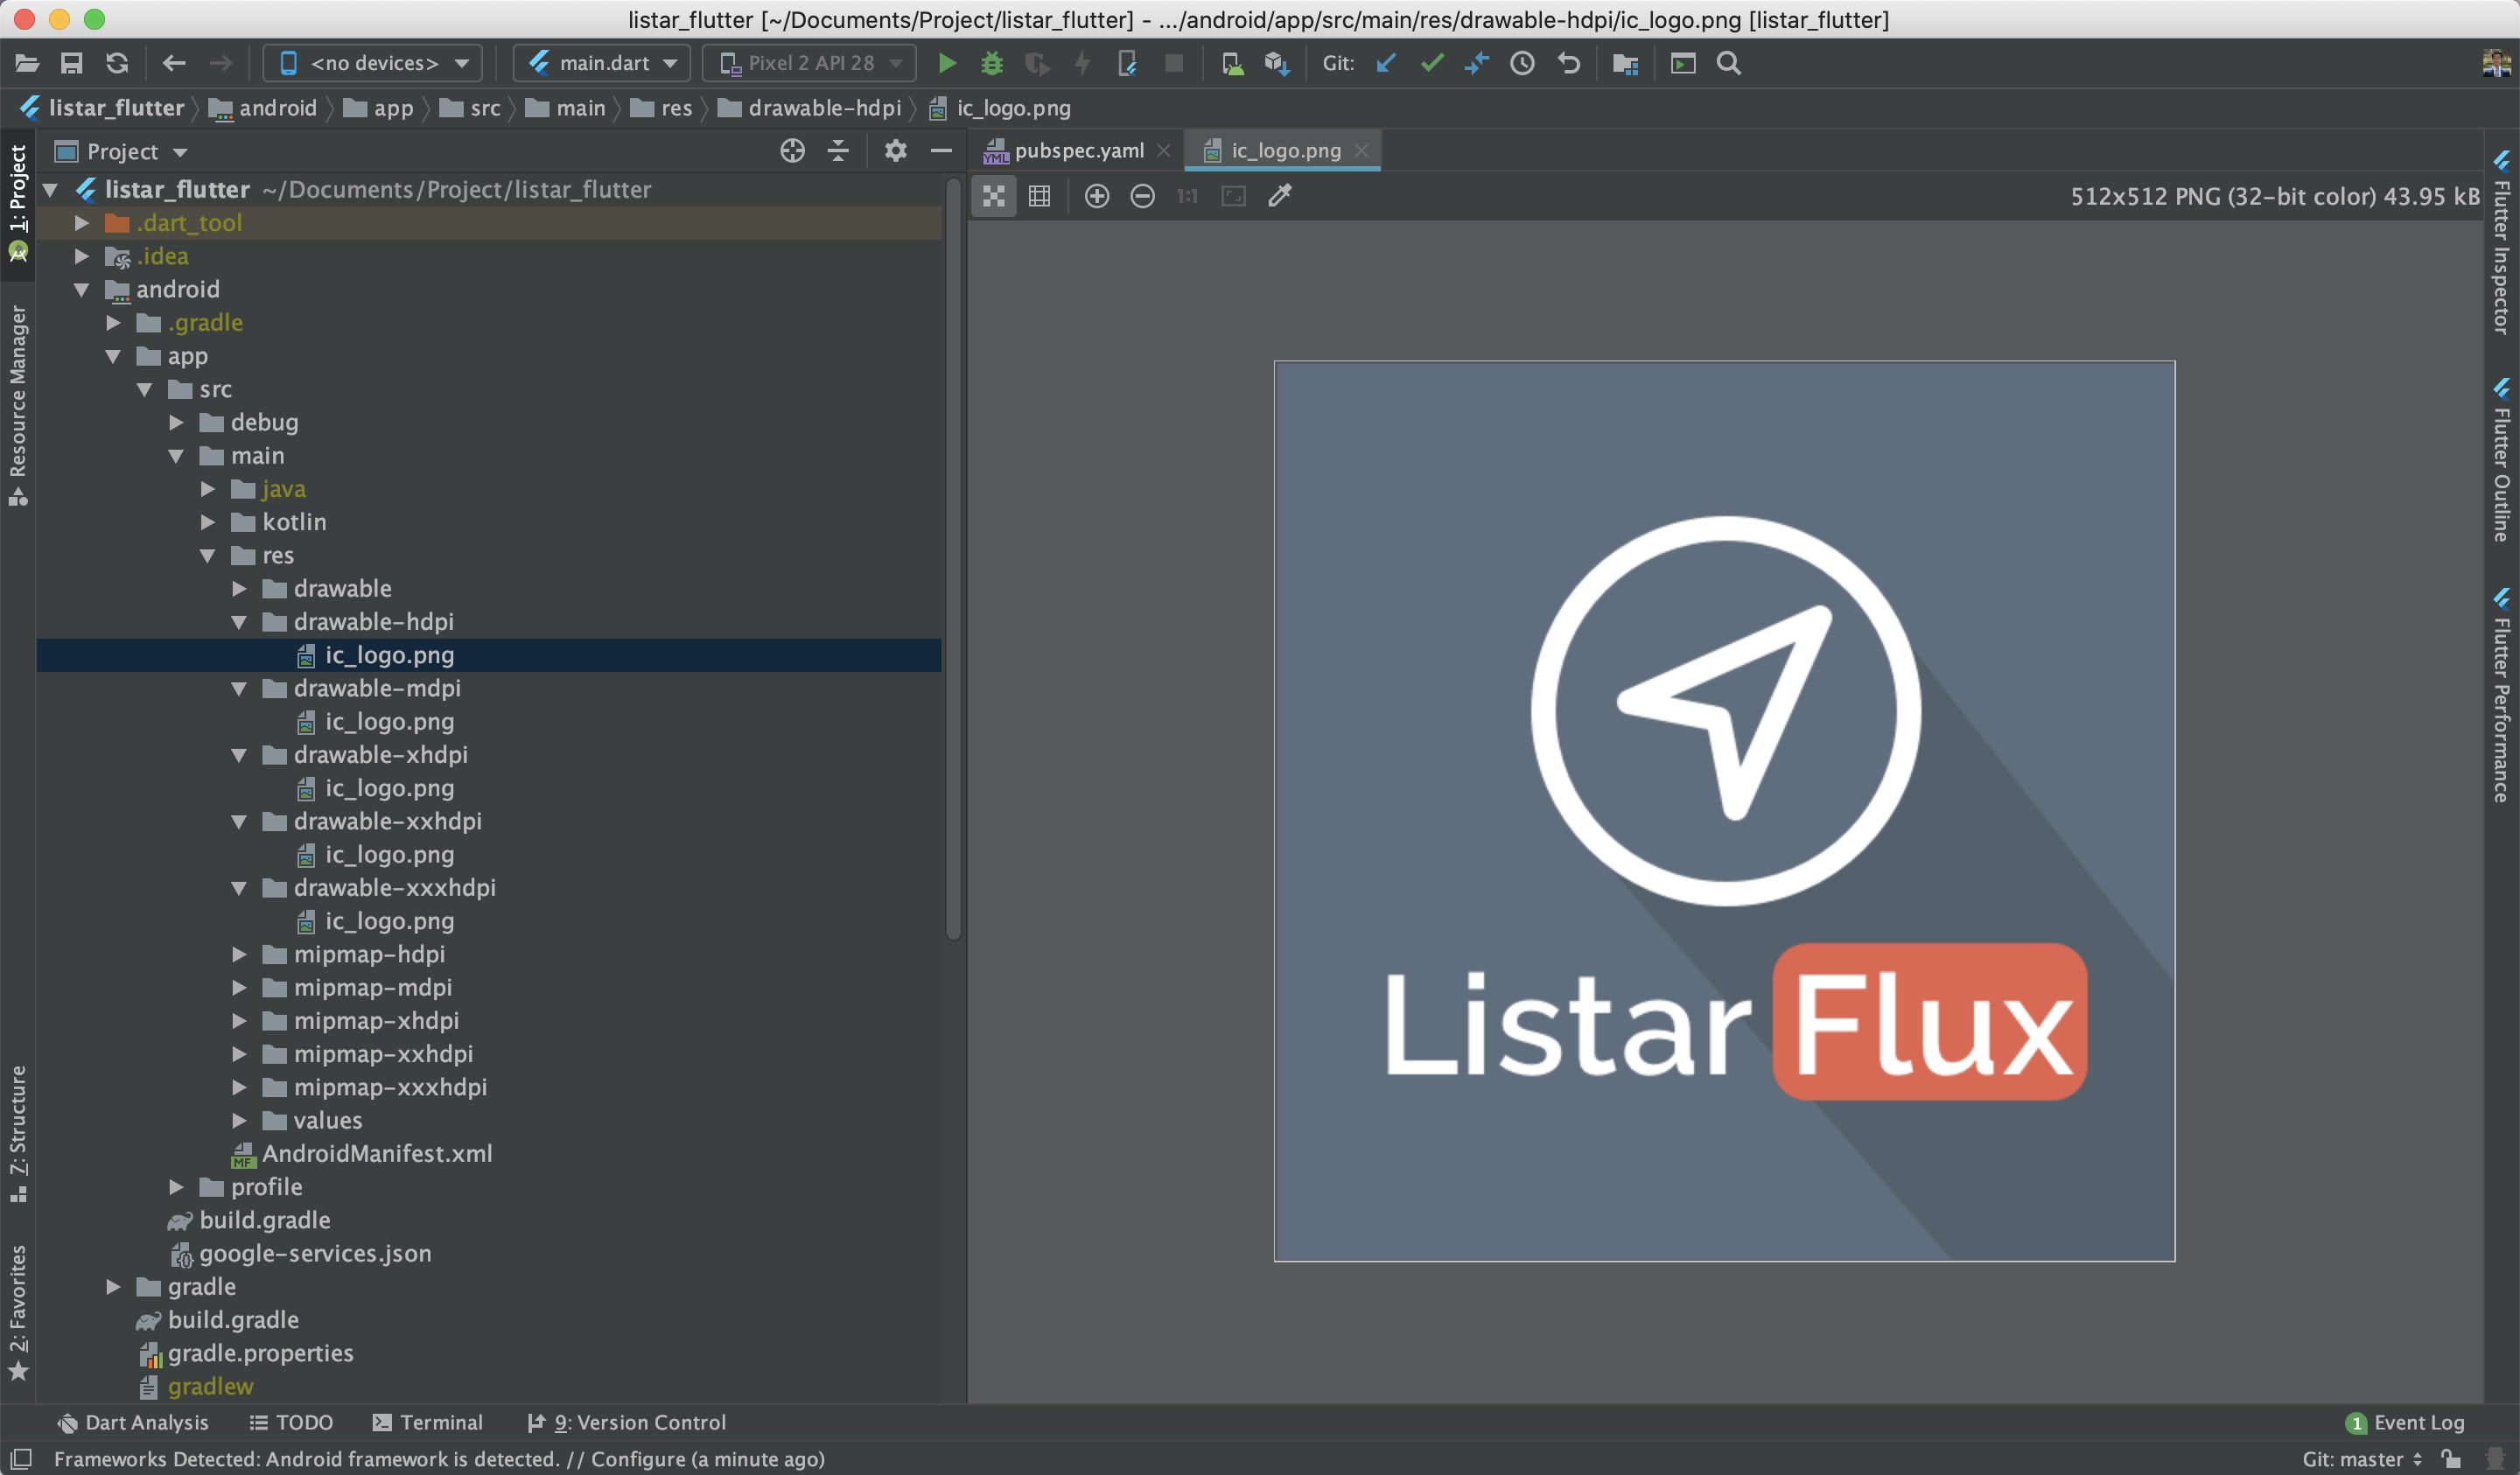 listar_flutter [~/Documents/Project/listar_flutter] - .../android/app/src/main/res/drawable-hdpi/ic_logo.png [listar_flutter]
<no devices> main.dart Pixel 2 API 28 Git:
listar_flutter android app src main res drawable-hdpi ic_logo.png
Project
pubspec.yaml ic_logo.png
1:1
512x512 PNG (32-bit color) 43.95 kB
1: Project
Resource Manager
7: Structure
2: Favorites
listar_flutter ~/Documents/Project/listar_flutter
.dart_tool
.idea
android
.gradle
app
src
debug
main
java
kotlin
res
drawable
drawable-hdpi
ic_logo.png
drawable-mdpi
ic_logo.png
drawable-xhdpi
ic_logo.png
drawable-xxhdpi
ic_logo.png
drawable-xxxhdpi
ic_logo.png
mipmap-hdpi
mipmap-mdpi
mipmap-xhdpi
mipmap-xxhdpi
mipmap-xxxhdpi
values
MF AndroidManifest.xml
profile
build.gradle
google-services.json
gradle
build.gradle
gradle.properties
gradlew
YML
Listar Flux
Flutter Inspector
Flutter Outline
Flutter Performance
Dart Analysis TODO Terminal 9: Version Control 1 Event Log
Frameworks Detected: Android framework is detected. // Configure (a minute ago) Git: master